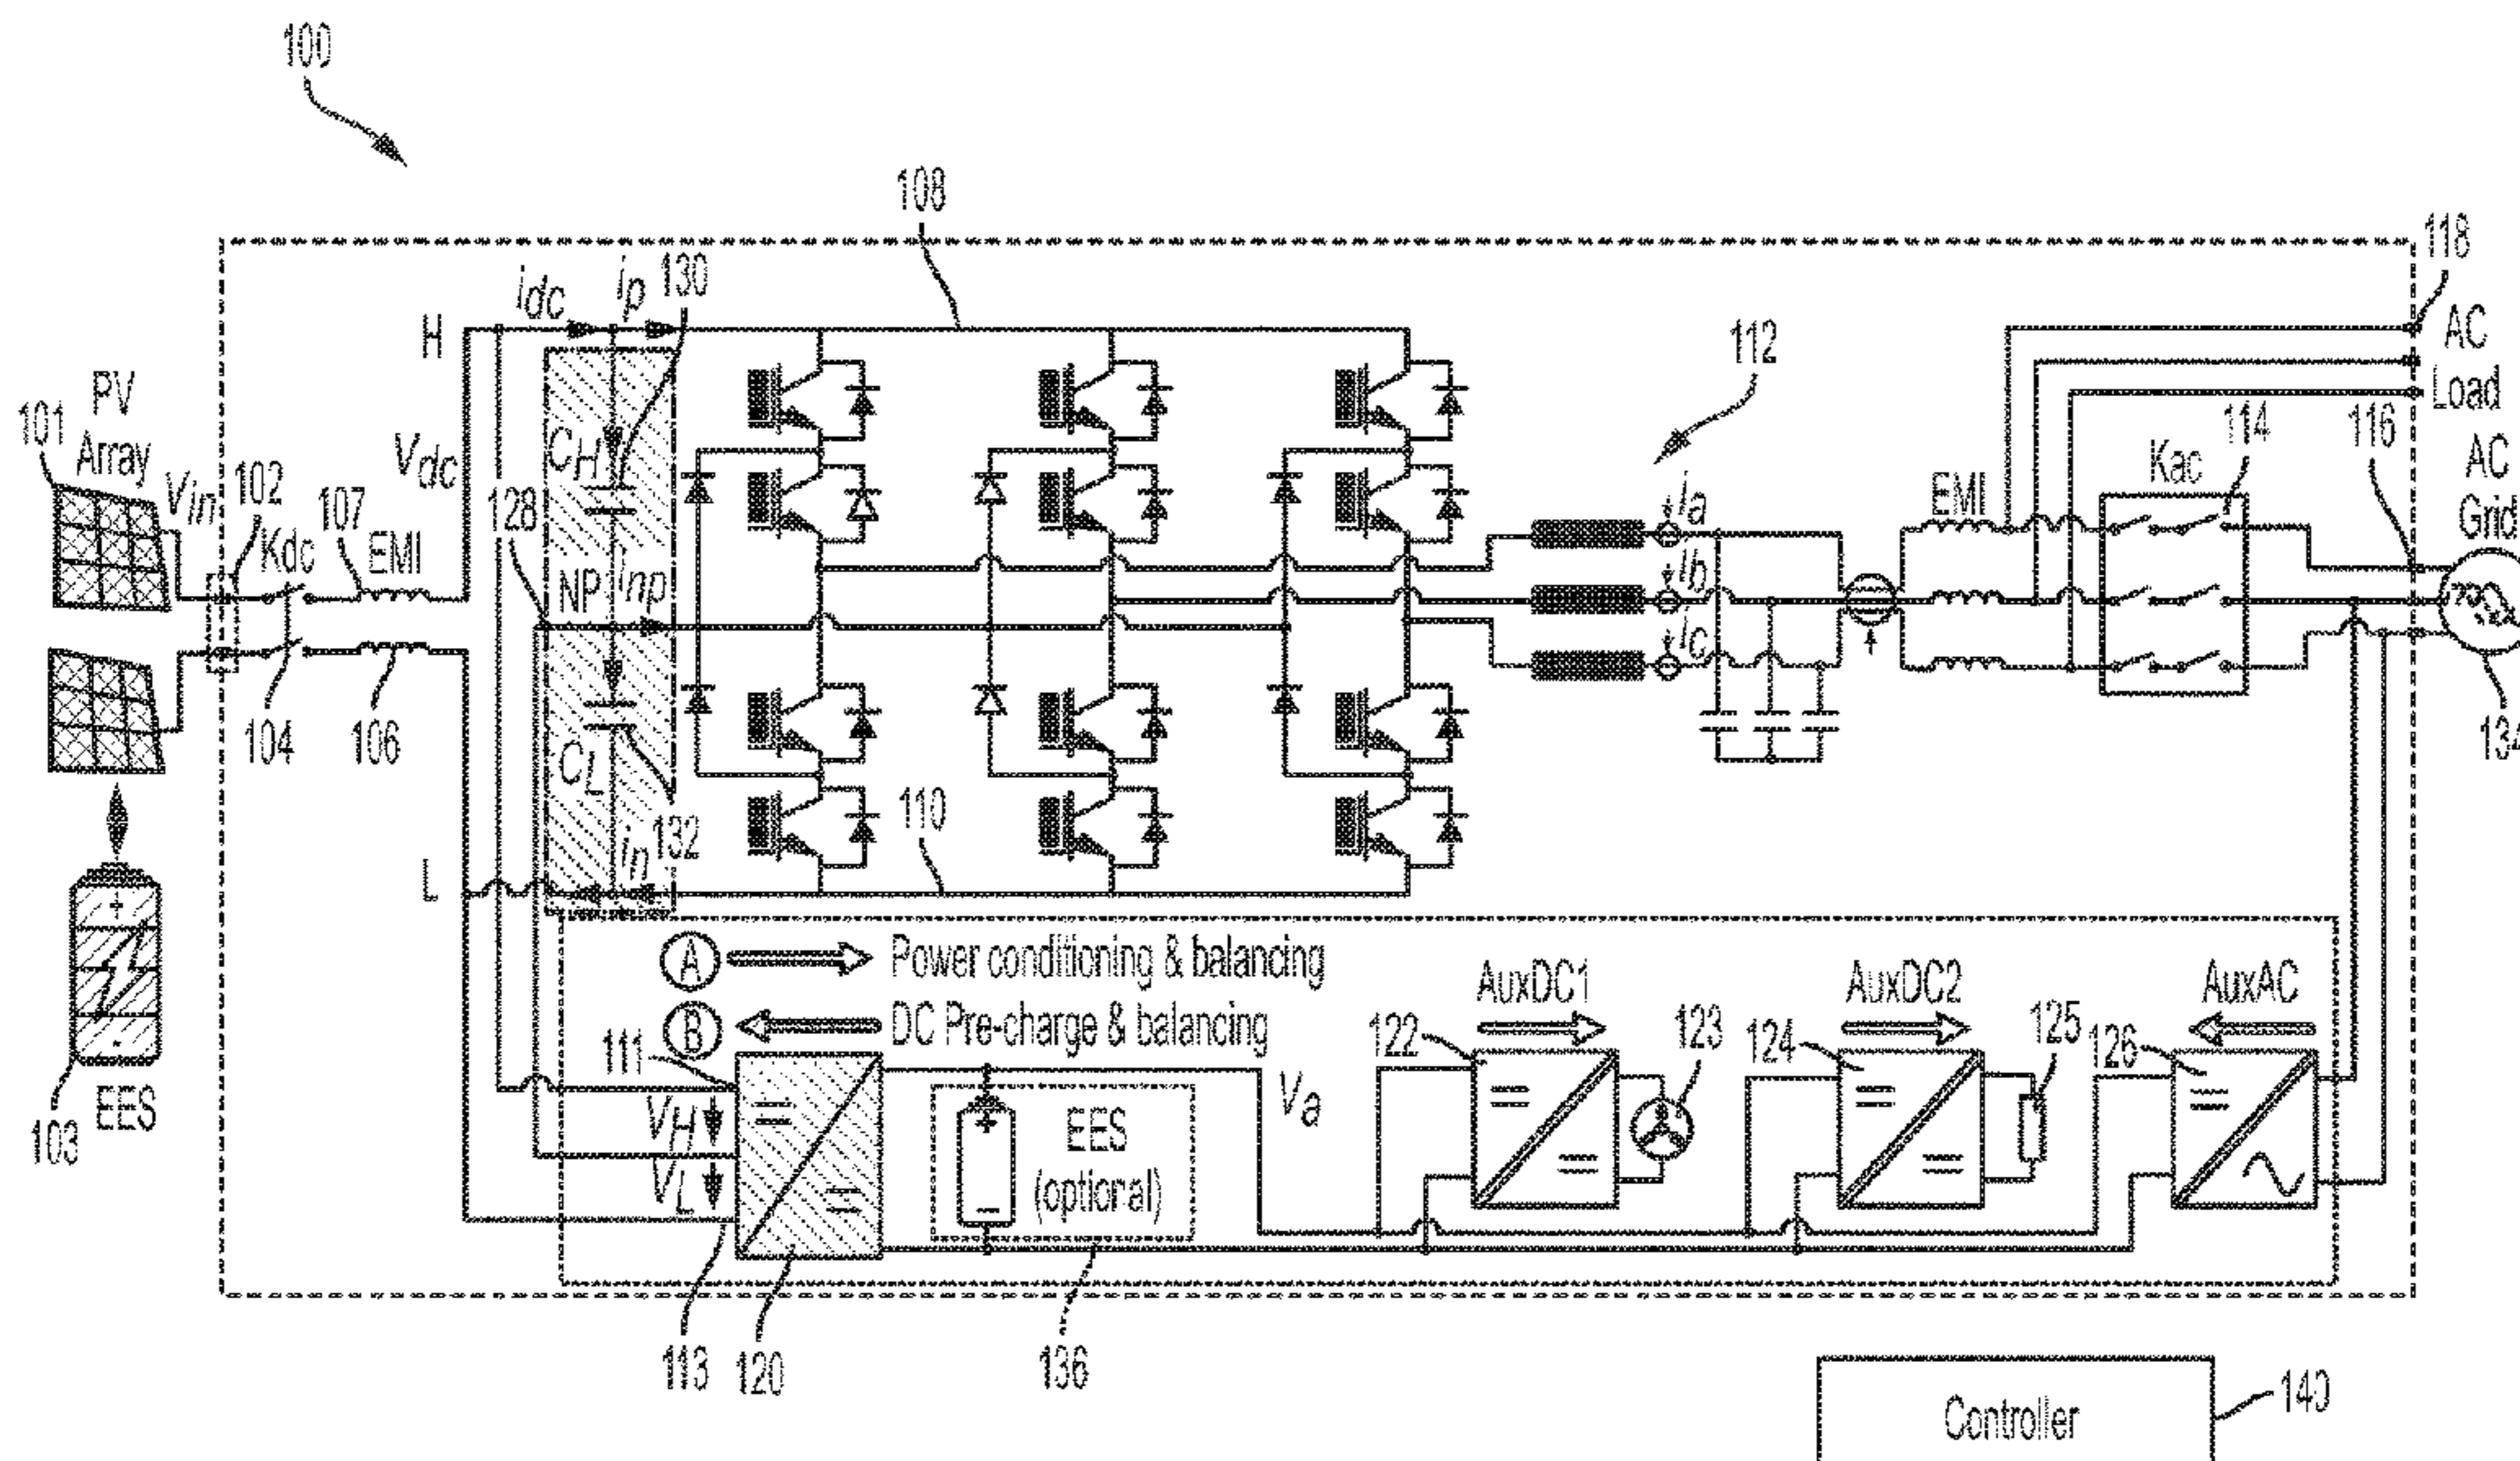 100
108
118
130
idc
ip
H
112
AC
Load
PV
Array
101
Vdc
CH
116
114
Kac
AC
Grid
Vin
102
107
128
Kdc
EMI
NP
inp
ia
ib
ic
EMI
104
106
CL
134
110
132
in
L
A
Power conditioning & balancing
B
DC Pre-charge & balancing
AuxDC1
AuxDC2
AuxAC
+
-
EES
103
111
VH
VL
+
EES
(optional)
Va
122
123
124
125
126
113
120
136
Controller
140